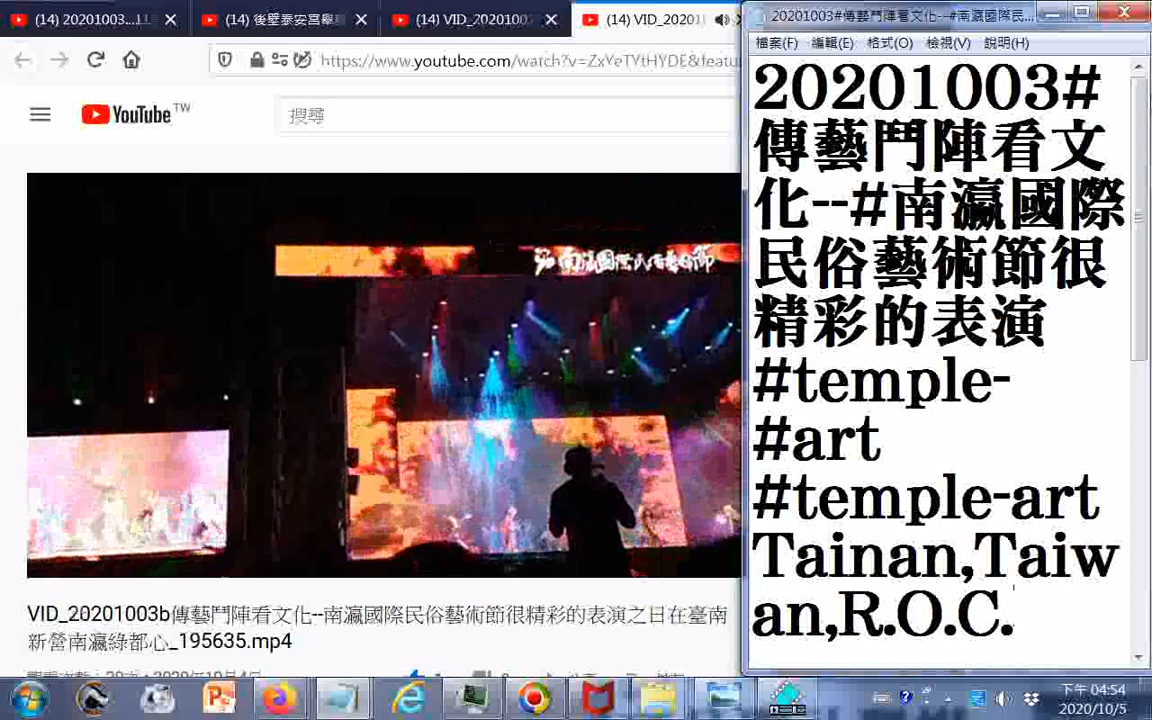 (14) 20201003...
(14) 後壁泰安宮
(14) VID_2020100
(14) VID_20201
20201003#傳藝鬥陣看文化--#南瀛國際民...
https://www.youtube.com/watch?v=ZxVeTVtHYDE&featu
檔案(F) 編輯(E) 格式(O) 檢視(V) 說明(H)
YouTube TW
搜尋
南瀛國際民俗藝術節
20201003#
傳藝鬥陣看文
化--#南瀛國際
民俗藝術節很
精彩的表演
#temple-
#art
#temple-art
Tainan,Taiw
an,R.O.C.
VID_20201003b傳藝鬥陣看文化--南瀛國際民俗藝術節很精彩的表演之日在臺南
新營南瀛綠都心_195635.mp4
下午 04:54
2020/10/5